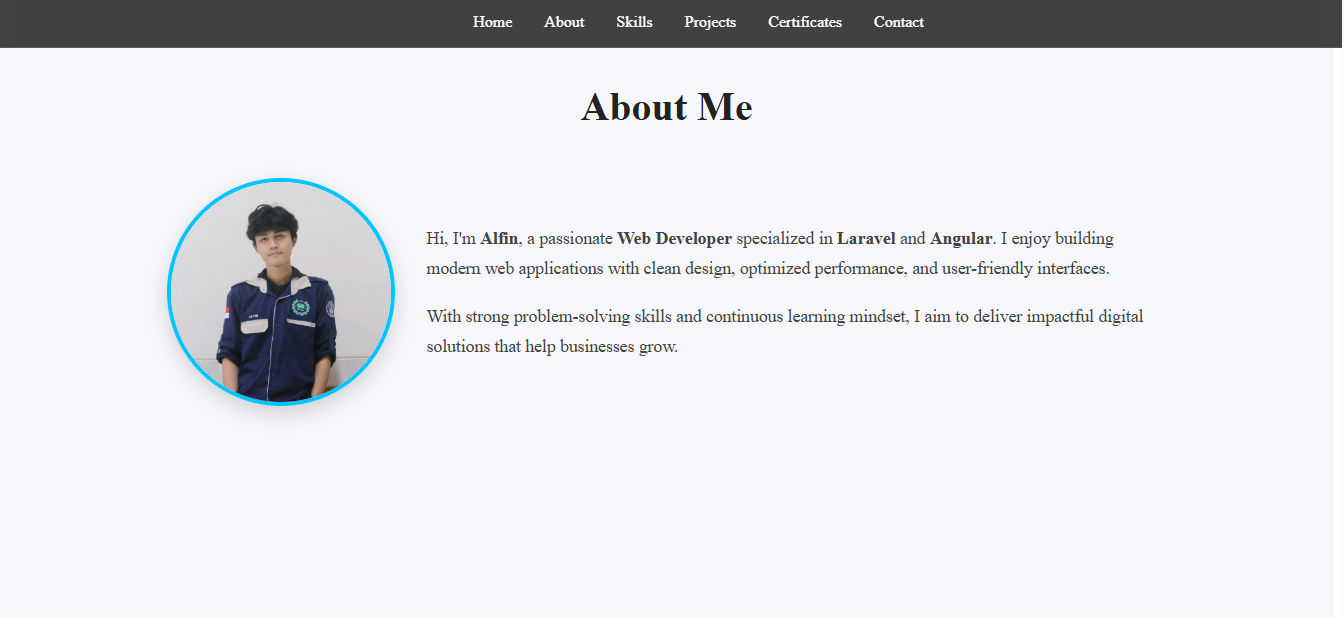 Home About Skills Projects Certificates Contact
About Me
Hi, I'm Alfin, a passionate Web Developer specialized in Laravel and Angular. I enjoy building
modern web applications with clean design, optimized performance, and user-friendly interfaces.
With strong problem-solving skills and continuous learning mindset, I aim to deliver impactful digital
solutions that help businesses grow.